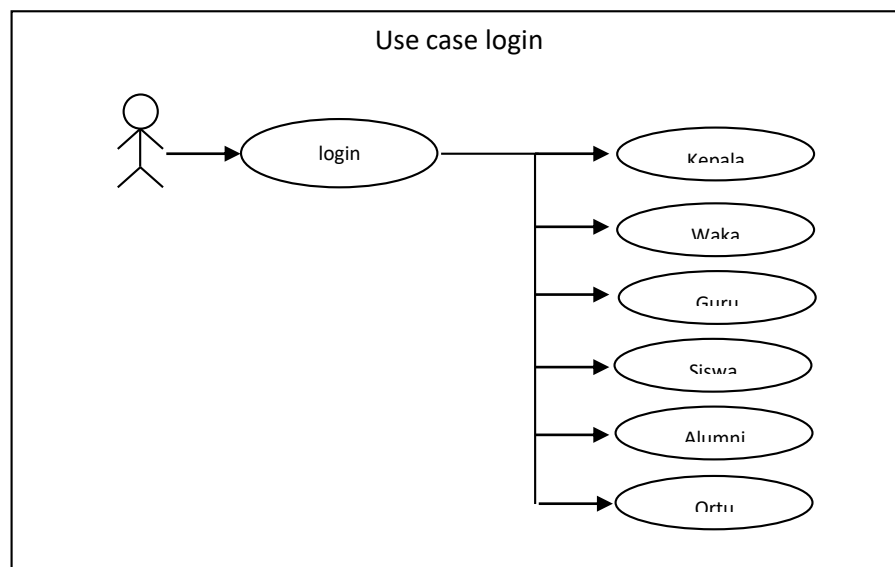 Use case login
login
Kepala
Waka
Guru
Siswa
Alumni
Ortu